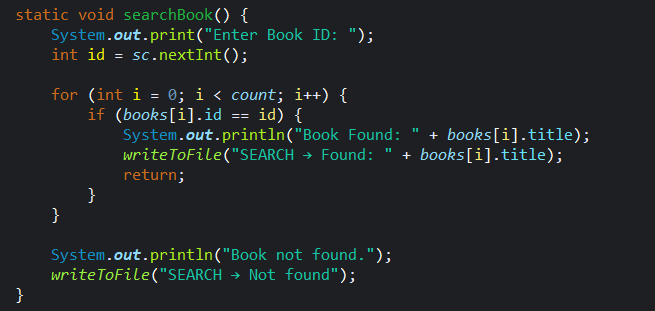 static void searchBook() {
    System.out.print("Enter Book ID: ");
    int id = sc.nextInt();

    for (int i = 0; i < count; i++) {
        if (books[i].id == id) {
            System.out.println("Book Found: " + books[i].title);
            writeToFile("SEARCH → Found: " + books[i].title);
            return;
        }
    }

    System.out.println("Book not found.");
    writeToFile("SEARCH → Not found");
}